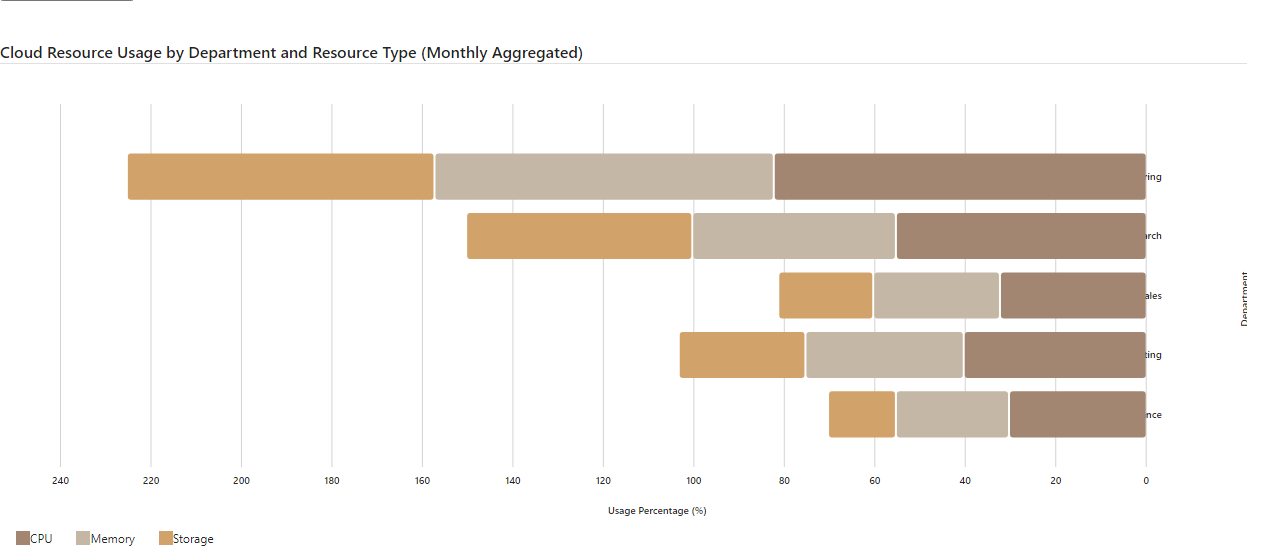 Cloud Resource Usage by Department and Resource Type (Monthly Aggregated)
ring
arch
ales
Department
ting
nce
240 220 200 180 160 140 120 100 80 60 40 20 0
Usage Percentage (%)
CPU Memory Storage